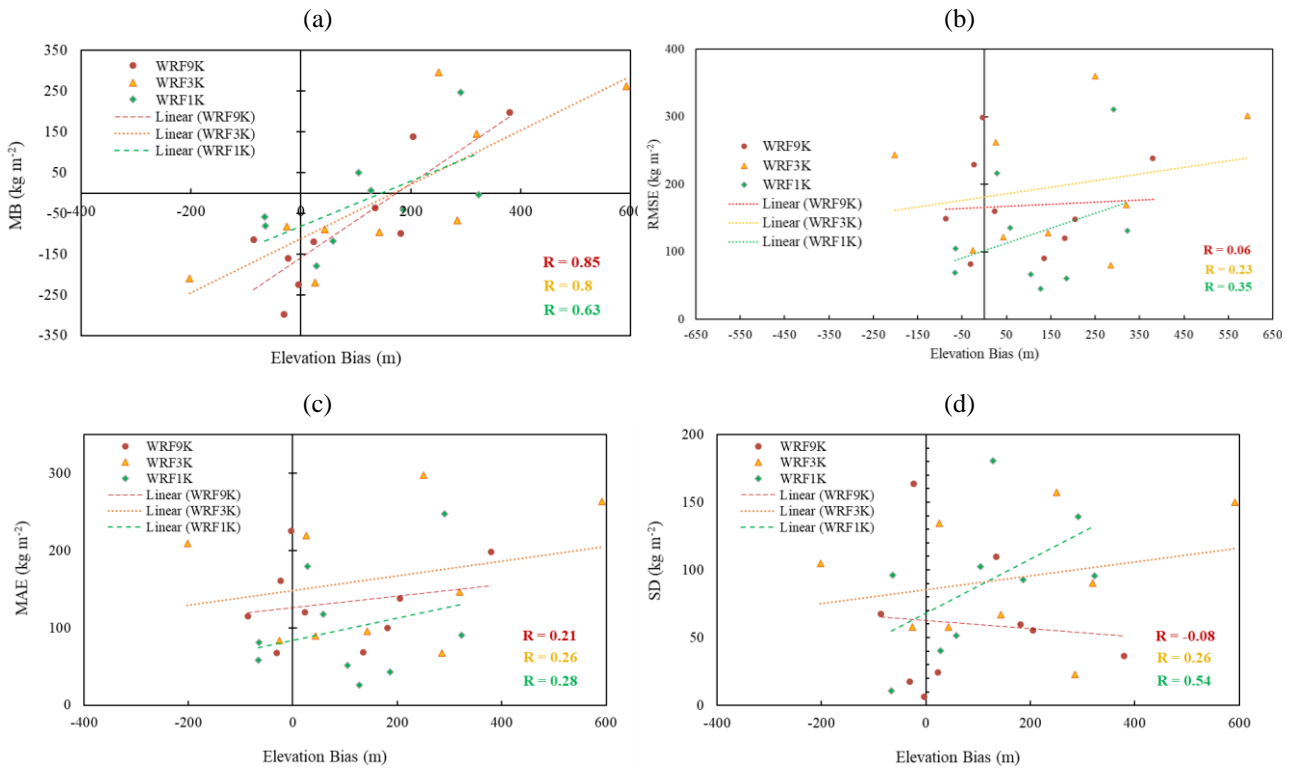 (a)
MB (kg m-2)
350
250
150
50
-50
-150
-250
350
-400
-200
0
200
400
600
WRF9K
WRF3K
WRF1K
Linear (WRF9K)
Linear (WRF3K)
Linear (WRF1K)
R = 0.85
R = 0.8
R = 0.63
Elevation Bias (m)
(b)
RMSE (kg m-2)
400
300
200
100
0
WRF9K
WRF3K
WRF1K
Linear (WRF9K)
Linear (WRF3K)
Linear (WRF1K)
R = 0.06
R = 0.23
R = 0.35
-650 -550 -450 -350 -250 -150 -50 50 150 250 350 450 550 650
Elevation Bias (m)
(c)
MAE (kg m-2)
300
200
100
0
WRF9K
WRF3K
WRF1K
Linear (WRF9K)
Linear (WRF3K)
Linear (WRF1K)
R = 0.21
R = 0.26
R = 0.28
-400 -200 0 200 400 600
Elevation Bias (m)
(d)
SD (kg m-2)
200
150
100
50
0
WRF9K
WRF3K
WRF1K
Linear (WRF9K)
Linear (WRF3K)
Linear (WRF1K)
R = -0.08
R = 0.26
R = 0.54
-400 -200 0 200 400 600
Elevation Bias (m)